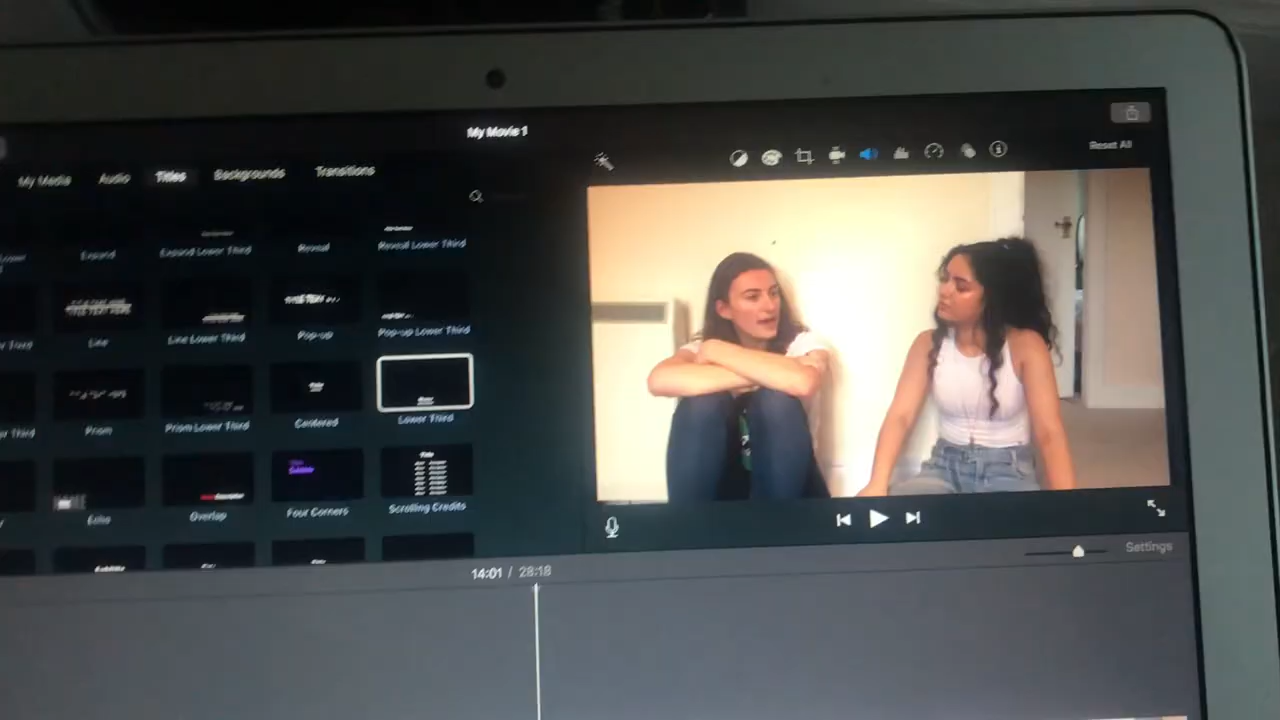 My Movie 1
Reset All
My Media Audio Titles Backgrounds Transitions
Expand Expand Lower Third Reveal Reveal Lower Third
Line Line Lower Third Pop-up Pop-up Lower Third
Third Prism Prism Lower Third Centered Lower Third
Echo Overlap Four Corners Scrolling Credits
14:01 / 28:18
Settings